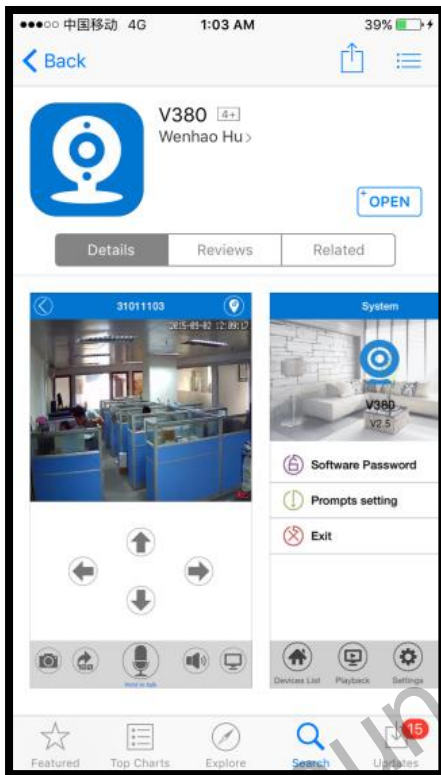 中国移动 4G 1:03 AM 39%
Back
V380 4+
Wenhao Hu
+ OPEN
Details Reviews Related
31011103
2015-09-02 12:09:17
Hold to talk
System
V380
V2.5
Software Password
Prompts setting
Exit
Devices List Playback Settings
Featured Top Charts Explore Search Updates
15